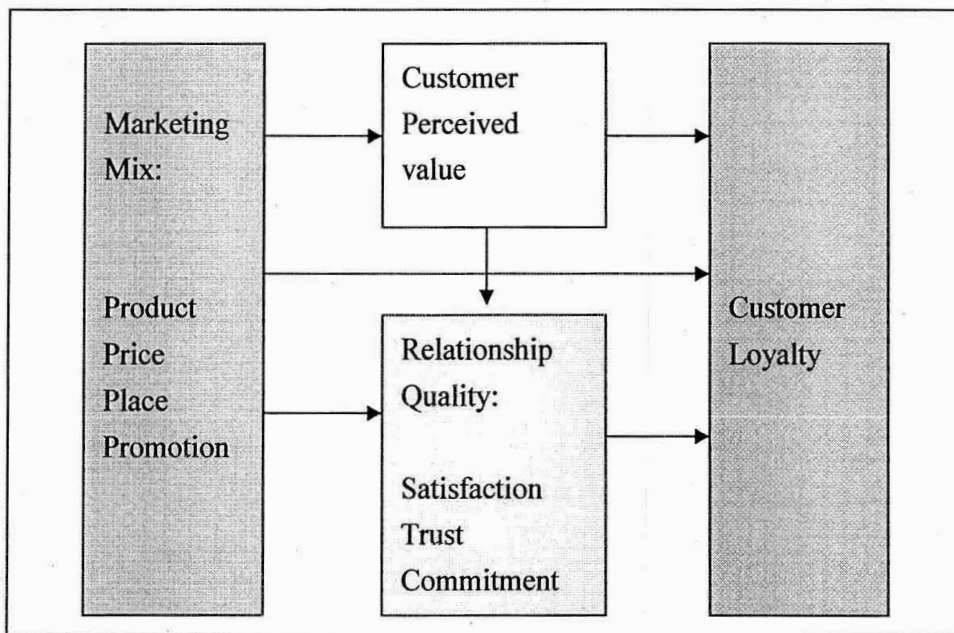 Marketing
Mix:
Product
Price
Place
Promotion
Customer
Perceived
value
Relationship
Quality:
Satisfaction
Trust
Commitment
Customer
Loyalty